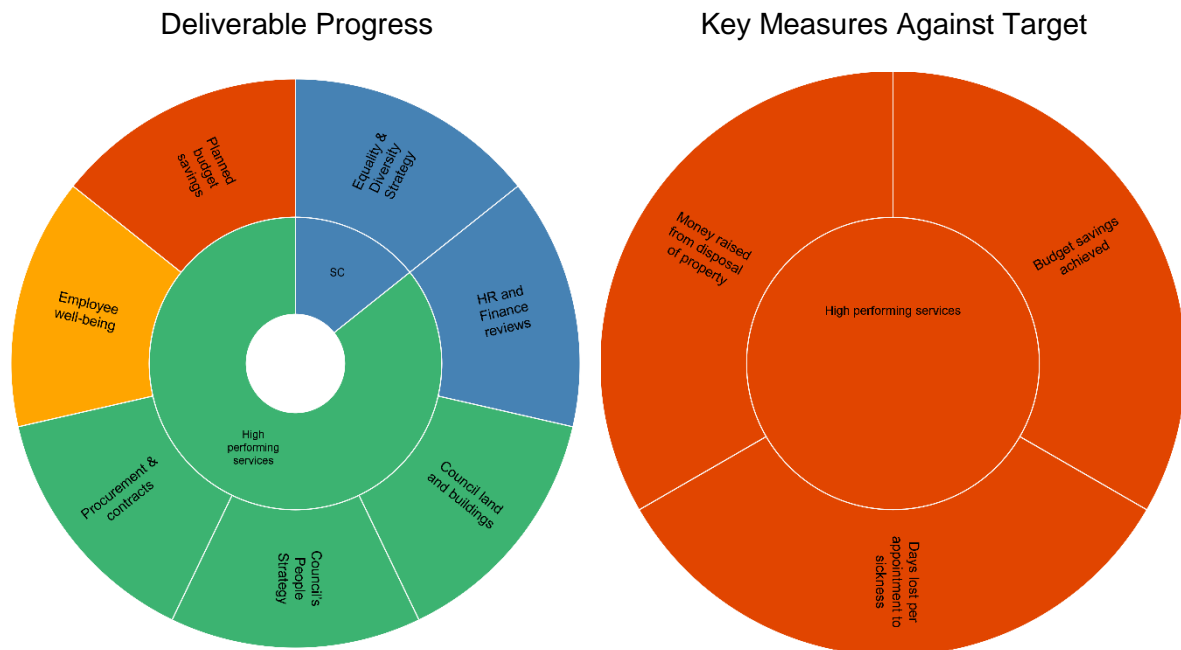 Deliverable Progress
Planned
budget
savings
Equality &
Diversity
Strategy
SC
HR and
Finance
reviews
Employee
well-being
High
performing
services
Procurement &
contracts
Council's
People
Strategy
Council land
and buildings
Key Measures Against Target
Money raised
from disposal
of property
Budget savings
achieved
High performing services
Days lost per
appointment to
sickness